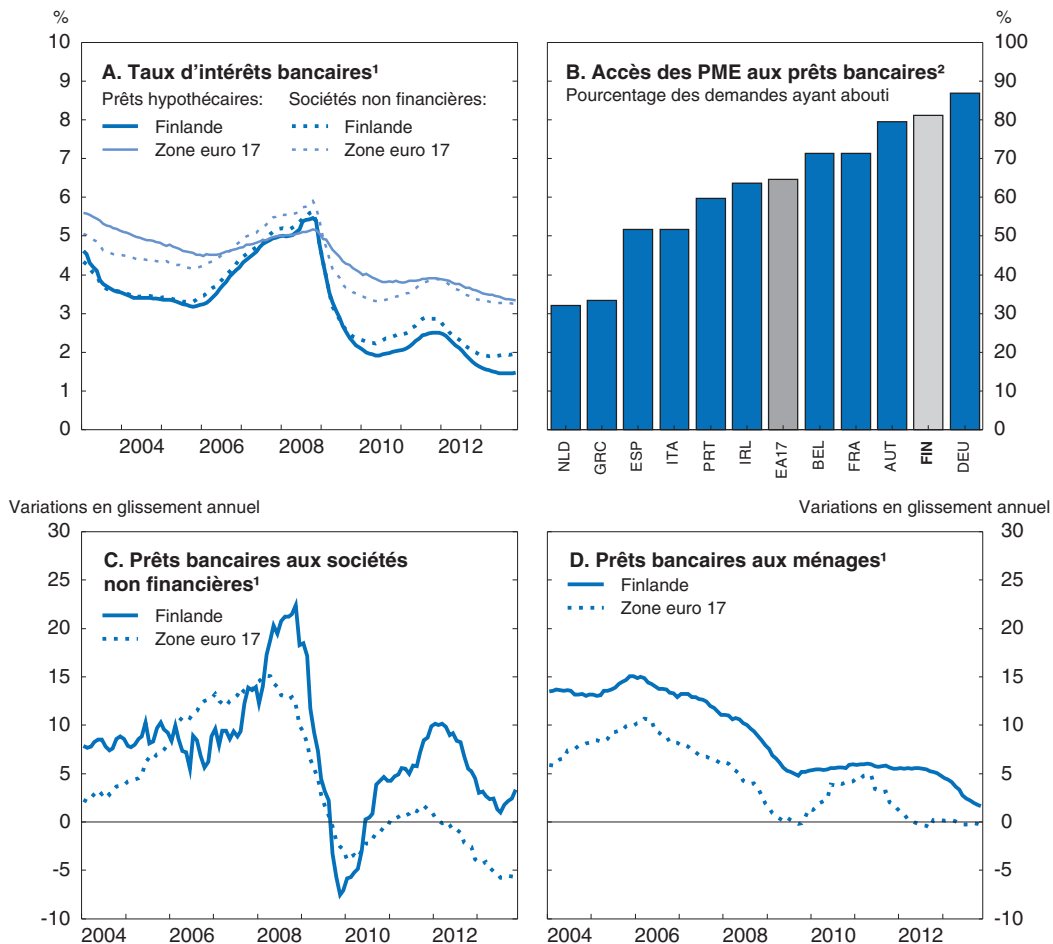 %
10
9
8
7
6
5
4
3
2
1
0
A. Taux d'intérêts bancaires¹
Prêts hypothécaires:
Sociétés non financières:
Finlande
Finlande
Zone euro 17
Zone euro 17
2004
2006
2008
2010
2012
%
100
90
80
70
60
50
40
30
20
10
0
B. Accès des PME aux prêts bancaires²
Pourcentage des demandes ayant abouti
NLD
GRC
ESP
ITA
PRT
IRL
EA17
BEL
FRA
AUT
FIN
DEU
Variations en glissement annuel
30
25
20
15
10
5
0
-5
-10
C. Prêts bancaires aux sociétés
non financières¹
Finlande
Zone euro 17
2004
2006
2008
2010
2012
Variations en glissement annuel
30
25
20
15
10
5
0
-5
-10
D. Prêts bancaires aux ménages¹
Finlande
Zone euro 17
2004
2006
2008
2010
2012